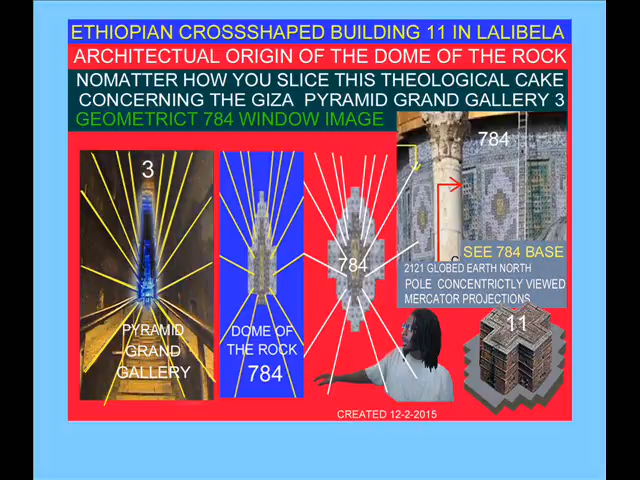 ETHIOPIAN CROSSSHAPED BUILDING 11 IN LALIBELA
ARCHITECTUAL ORIGIN OF THE DOME OF THE ROCK
NOMATTER HOW YOU SLICE THIS THEOLOGICAL CAKE
CONCERNING THE GIZA PYRAMID GRAND GALLERY 3
GEOMETRICT 784 WINDOW IMAGE
784
3
784
SEE 784 BASE
2121 GLOBED EARTH NORTH
POLE CONCENTRICTLY VIEWED
MERCATOR PROJECTIONS
11
PYRAMID
GRAND
GALLERY
DOME OF
THE ROCK
784
CREATED 12-2-2015